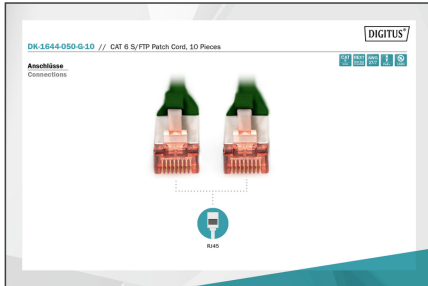 DIGITUS®
DK-1644-050-G-10 // CAT 6 S/FTP Patch Cord, 10 Pieces
Anschlüsse
Connections
RJ45